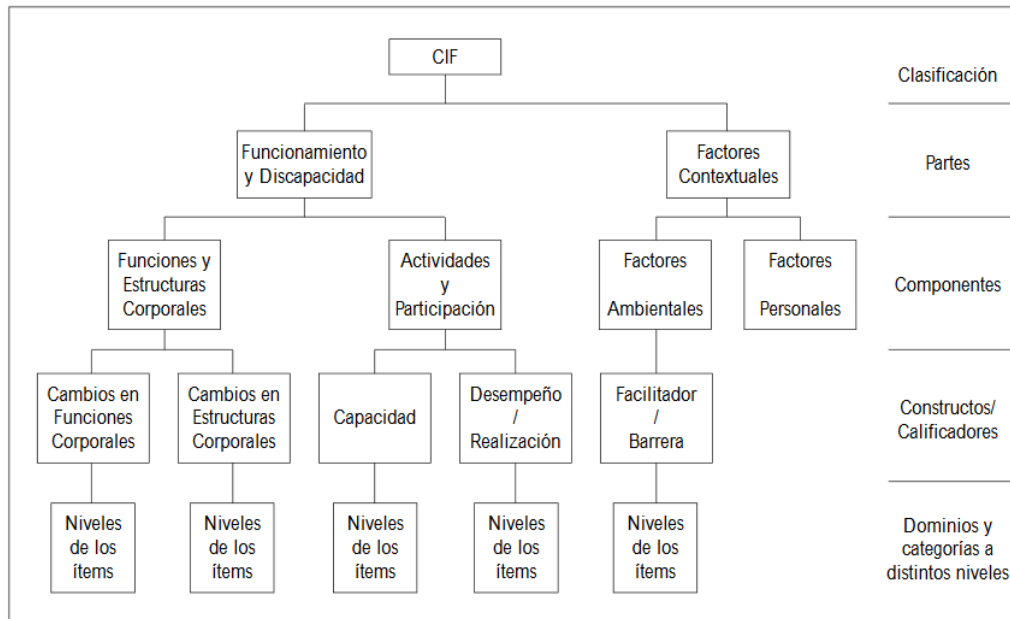 CIF
Clasificación
Funcionamiento
y Discapacidad
Factores
Contextuales
Partes
Funciones y
Estructuras
Corporales
Actividades
y
Participación
Factores
Ambientales
Factores
Personales
Componentes
Cambios en
Funciones
Corporales
Cambios en
Estructuras
Corporales
Capacidad
Desempeño
/
Realización
Facilitador
/
Barrera
Constructos/
Calificadores
Niveles
de los
ítems
Niveles
de los
ítems
Niveles
de los
ítems
Niveles
de los
ítems
Niveles
de los
ítems
Dominios y
categorías a
distintos niveles